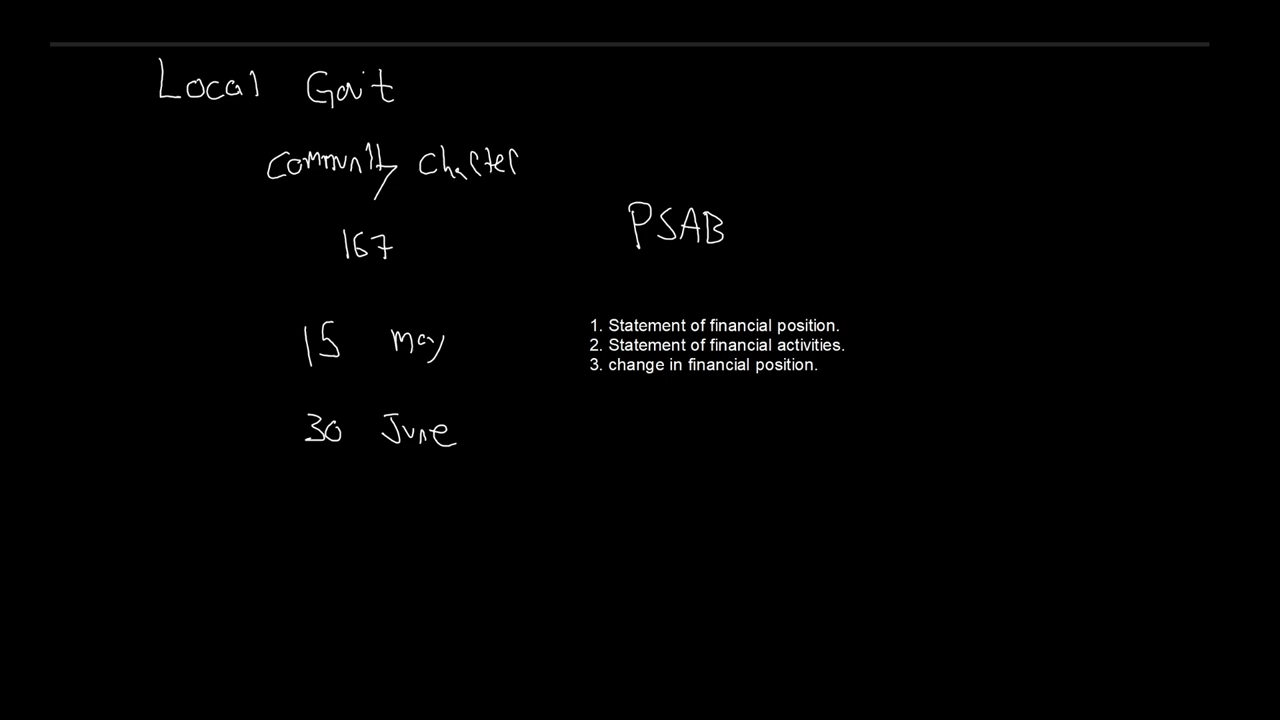 Local Gov't
Community charter
167
15 may
30 June
PSAB
1. Statement of financial position.
2. Statement of financial activities.
3. change in financial position.